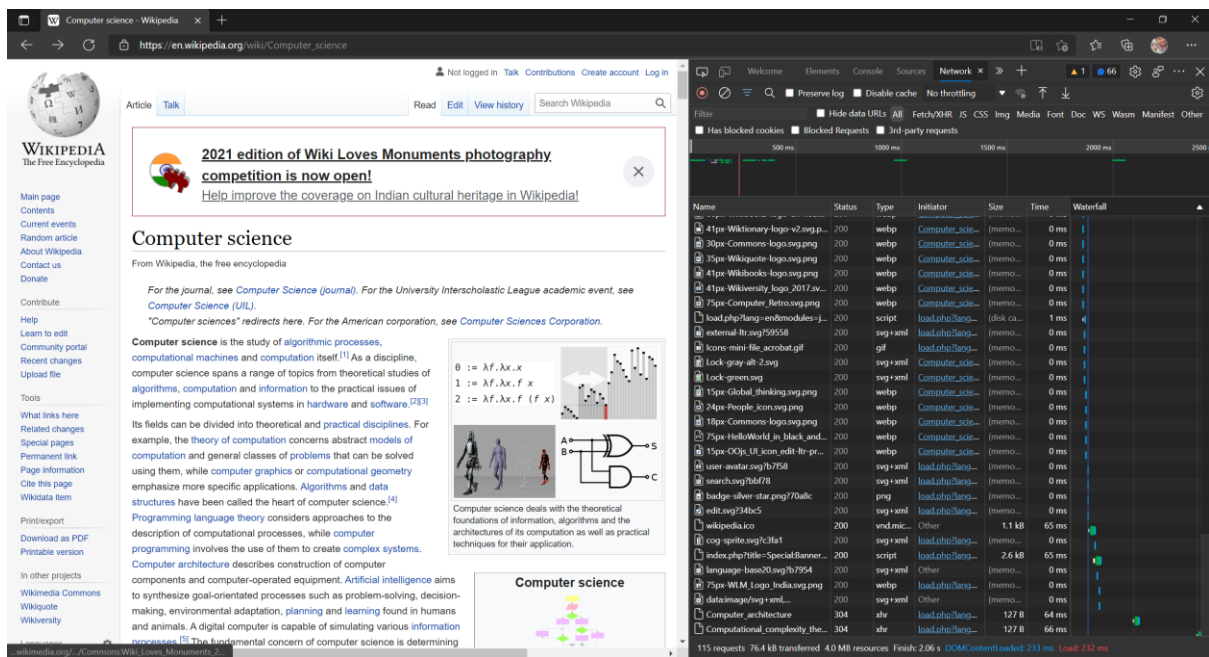 Computer science - Wikipedia
https://en.wikipedia.org/wiki/Computer_science
Not logged in Talk Contributions Create account Log in
Article Talk
Read Edit View history Search Wikipedia
WIKIPEDIA
The Free Encyclopedia
Main page
Contents
Current events
Random article
About Wikipedia
Contact us
Donate
Contribute
Help
Learn to edit
Community portal
Recent changes
Upload file
Tools
What links here
Related changes
Special pages
Permanent link
Page information
Cite this page
Wikidata item
Print/export
Download as PDF
Printable version
In other projects
Wikimedia Commons
Wikiquote
Wikiversity
...wikimedia.org/.../Commons:Wiki_Loves_Monuments_2...
2021 edition of Wiki Loves Monuments photography
competition is now open!
Help improve the coverage on Indian cultural heritage in Wikipedia!
Computer science
From Wikipedia, the free encyclopedia
For the journal, see Computer Science (journal). For the University Interscholastic League academic event, see
Computer Science (UIL).
"Computer sciences" redirects here. For the American corporation, see Computer Sciences Corporation.
Computer science is the study of algorithmic processes,
computational machines and computation itself.[1] As a discipline,
computer science spans a range of topics from theoretical studies of
algorithms, computation and information to the practical issues of
implementing computational systems in hardware and software.[2][3]
Its fields can be divided into theoretical and practical disciplines. For
example, the theory of computation concerns abstract models of
computation and general classes of problems that can be solved
using them, while computer graphics or computational geometry
emphasize more specific applications. Algorithms and data
structures have been called the heart of computer science.[4]
Programming language theory considers approaches to the
description of computational processes, while computer
programming involves the use of them to create complex systems.
Computer architecture describes construction of computer
components and computer-operated equipment. Artificial intelligence aims
to synthesize goal-orientated processes such as problem-solving, decision-
making, environmental adaptation, planning and learning found in humans
and animals. A digital computer is capable of simulating various information
processes.[5] The fundamental concern of computer science is determining
0 := λf.λx.x
1 := λf.λx.f x
2 := λf.λx.f (f x)
A
B
S
C
Computer science deals with the theoretical
foundations of information, algorithms and the
architectures of its computation as well as practical
techniques for their application.
Computer science
Welcome Elements Console Sources Network 1 66
Preserve log Disable cache No throttling
Filter Hide data URLs All Fetch/XHR JS CSS Img Media Font Doc WS Wasm Manifest Other
Has blocked cookies Blocked Requests 3rd-party requests
500 ms 1000 ms 1500 ms 2000 ms 2500
Name Status Type Initiator Size Time Waterfall
41px-Wiktionary-logo-v2.svg.p... 200 webp Computer_scie... (memo... 0 ms
30px-Commons-logo.svg.png 200 webp Computer_scie... (memo... 0 ms
35px-Wikiquote-logo.svg.png 200 webp Computer_scie... (memo... 0 ms
41px-Wikibooks-logo.svg.png 200 webp Computer_scie... (memo... 0 ms
41px-Wikiversity_logo_2017.sv... 200 webp Computer_scie... (memo... 0 ms
75px-Computer_Retro.svg.png 200 webp Computer_scie... (memo... 0 ms
load.php?lang=en&modules=j... 200 script load.php?lang... (disk ca... 1 ms
external-ltr.svg?59558 200 svg+xml load.php?lang... (memo... 0 ms
Icons-mini-file_acrobat.gif 200 gif load.php?lang... (memo... 0 ms
Lock-gray-alt-2.svg 200 svg+xml load.php?lang... (memo... 0 ms
Lock-green.svg 200 svg+xml load.php?lang... (memo... 0 ms
15px-Global_thinking.svg.png 200 webp Computer_scie... (memo... 0 ms
24px-People_icon.svg.png 200 webp Computer_scie... (memo... 0 ms
18px-Commons-logo.svg.png 200 webp Computer_scie... (memo... 0 ms
75px-HelloWorld_in_black_and... 200 webp Computer_scie... (memo... 0 ms
15px-OOjs_UI_icon_edit-ltr-pr... 200 webp Computer_scie... (memo... 0 ms
user-avatar.svg?b7f58 200 svg+xml load.php?lang... (memo... 0 ms
search.svg?bbf78 200 svg+xml load.php?lang... (memo... 0 ms
badge-silver-star.png?70a8c 200 png load.php?lang... (memo... 0 ms
edit.svg?34bc5 200 svg+xml load.php?lang... (memo... 0 ms
wikipedia.ico 200 vnd.mic... Other 1.1 kB 65 ms
cog-sprite.svg?c3fa1 200 svg+xml load.php?lang... (memo... 0 ms
index.php?title=Special:Banner... 200 script load.php?lang... 2.6 kB 65 ms
language-base20.svg?b7954 200 svg+xml Other (memo... 0 ms
75px-WLM_Logo_India.svg.png 200 webp load.php?lang... (memo... 0 ms
data:image/svg+xml,... 200 svg+xml Other (memo... 0 ms
Computer_architecture 304 xhr load.php?lang... 127 B 64 ms
Computational_complexity_the... 304 xhr load.php?lang... 127 B 66 ms
115 requests 76.4 kB transferred 4.0 MB resources Finish: 2.06 s DOMContentLoaded: 233 ms Load: 232 ms